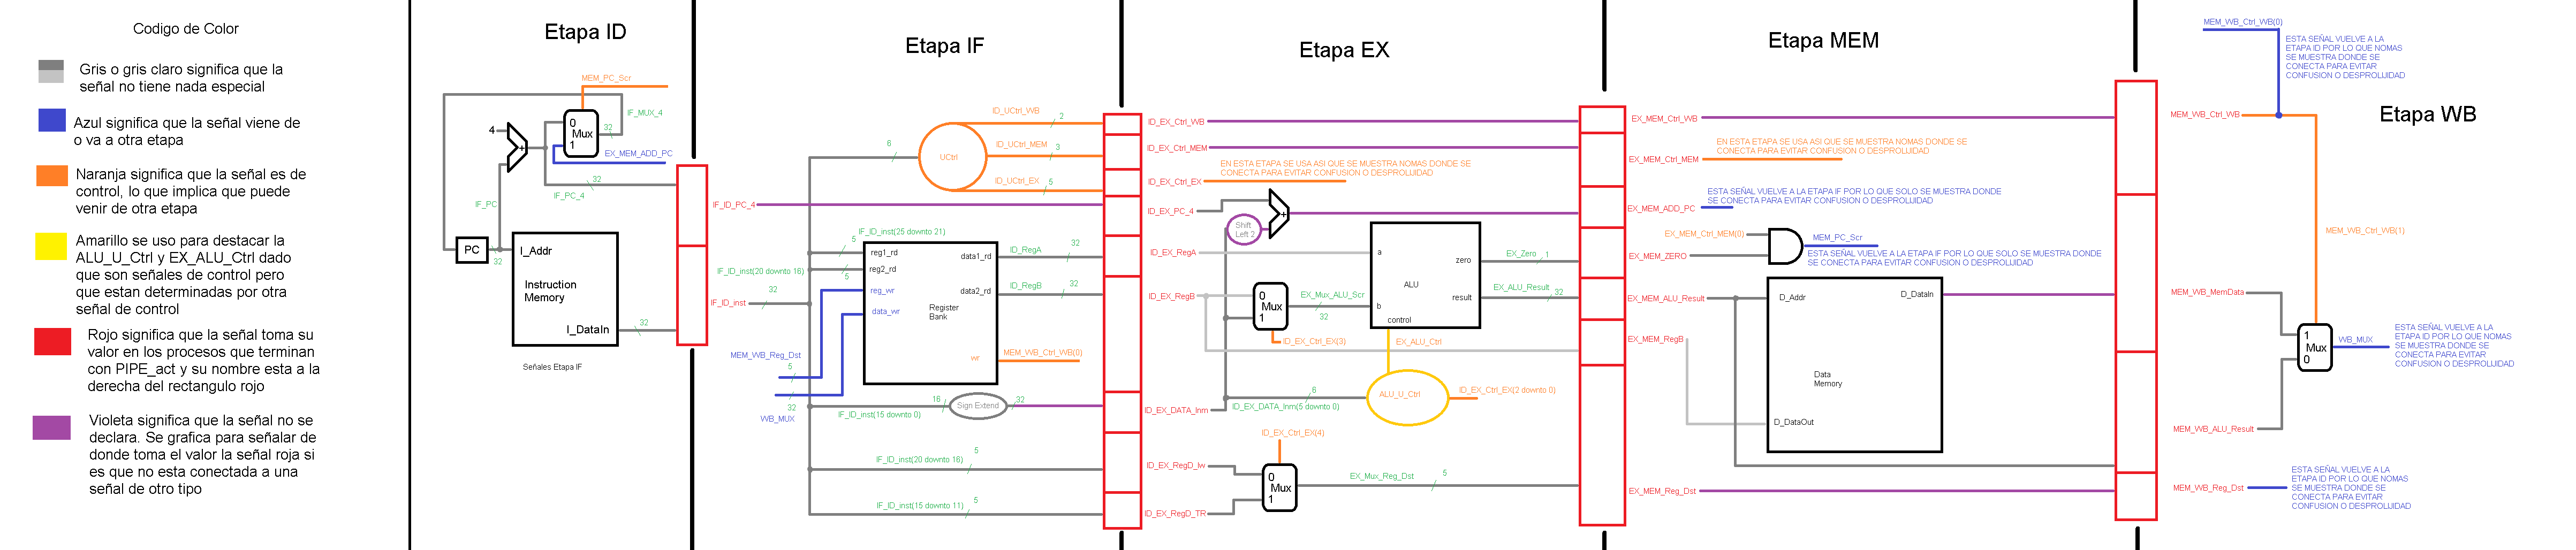 Codigo de Color
Gris o gris claro significa que la
señal no tiene nada especial
Azul significa que la señal viene de
o va a otra etapa
Naranja significa que la señal es de
control, lo que implica que puede
venir de otra etapa
Amarillo se uso para destacar la
ALU_U_Ctrl y EX_ALU_Ctrl dado
que son señales de control pero
que estan determinadas por otra
señal de control
Rojo significa que la señal toma su
valor en los procesos que terminan
con PIPE_act y su nombre esta a la
derecha del rectangulo rojo
Violeta significa que la señal no se
declara. Se grafica para señalar de
donde toma el valor la señal roja si
es que no esta conectada a una
señal de otro tipo
Etapa ID
MEM_PC_Scr
IF_MUX_4
4
+
0
Mux
1
32
EX_MEM_ADD_PC
32
IF_PC_4
IF_PC
PC
32
I_Addr
Instruction
Memory
I_DataIn
32
Señales Etapa IF
IF_ID_PC_4
IF_ID_inst
32
Etapa IF
6
UCtrl
ID_UCtrl_WB
2
ID_UCtrl_MEM
3
ID_UCtrl_EX
5
IF_ID_inst(25 downto 21)
5
IF_ID_inst(20 downto 16)
5
reg1_rd
reg2_rd
reg_wr
data_wr
Register
Bank
data1_rd
data2_rd
wr
ID_RegA
32
ID_RegB
32
MEM_WB_Ctrl_WB(0)
MEM_WB_Reg_Dst
5
32
WB_MUX
16
IF_ID_inst(15 downto 0)
Sign Extend
32
IF_ID_inst(20 downto 16)
5
IF_ID_inst(15 downto 11)
5
Etapa EX
ID_EX_Ctrl_WB
ID_EX_Ctrl_MEM
EN ESTA ETAPA SE USA ASI QUE SE MUESTRA NOMAS DONDE SE
CONECTA PARA EVITAR CONFUSION O DESPROLIJIDAD
ID_EX_Ctrl_EX
ID_EX_PC_4
Shift
Left 2
+
ID_EX_RegA
ID_EX_RegB
0
Mux
1
EX_Mux_ALU_Scr
32
ID_EX_Ctrl_EX(3)
a
b
ALU
zero
result
control
EX_Zero
1
EX_ALU_Result
32
EX_ALU_Ctrl
6
ID_EX_DATA_Inm(5 downto 0)
ALU_U_Ctrl
ID_EX_Ctrl_EX(2 downto 0)
ID_EX_DATA_Inm
ID_EX_Ctrl_EX(4)
ID_EX_RegD_lw
0
Mux
1
EX_Mux_Reg_Dst
5
ID_EX_RegD_TR
Etapa MEM
EX_MEM_Ctrl_WB
EN ESTA ETAPA SE USA ASI QUE SE MUESTRA NOMAS DONDE SE
CONECTA PARA EVITAR CONFUSION O DESPROLIJIDAD
EX_MEM_Ctrl_MEM
ESTA SEÑAL VUELVE A LA ETAPA IF POR LO QUE SOLO SE MUESTRA DONDE
SE CONECTA PARA EVITAR CONFUSION O DESPROLIJIDAD
EX_MEM_ADD_PC
EX_MEM_Ctrl_MEM(0)
EX_MEM_ZERO
MEM_PC_Scr
ESTA SEÑAL VUELVE A LA ETAPA IF POR LO QUE SOLO SE MUESTRA DONDE
SE CONECTA PARA EVITAR CONFUSION O DESPROLIJIDAD
EX_MEM_ALU_Result
D_Addr
D_DataIn
EX_MEM_RegB
Data
Memory
D_DataOut
EX_MEM_Reg_Dst
MEM_WB_Ctrl_WB(0)
ESTA SEÑAL VUELVE A LA
ETAPA ID POR LO QUE NOMAS
SE MUESTRA DONDE SE
CONECTA PARA EVITAR
CONFUSION O DESPROLIJIDAD
MEM_WB_Ctrl_WB
Etapa WB
MEM_WB_Ctrl_WB(1)
MEM_WB_MemData
1
Mux
0
WB_MUX
ESTA SEÑAL VUELVE A LA
ETAPA ID POR LO QUE NOMAS
SE MUESTRA DONDE SE
CONECTA PARA EVITAR
CONFUSION O DESPROLIJIDAD
MEM_WB_ALU_Result
MEM_WB_Reg_Dst
ESTA SEÑAL VUELVE A LA
ETAPA ID POR LO QUE NOMAS
SE MUESTRA DONDE SE
CONECTA PARA EVITAR
CONFUSION O DESPROLIJIDAD